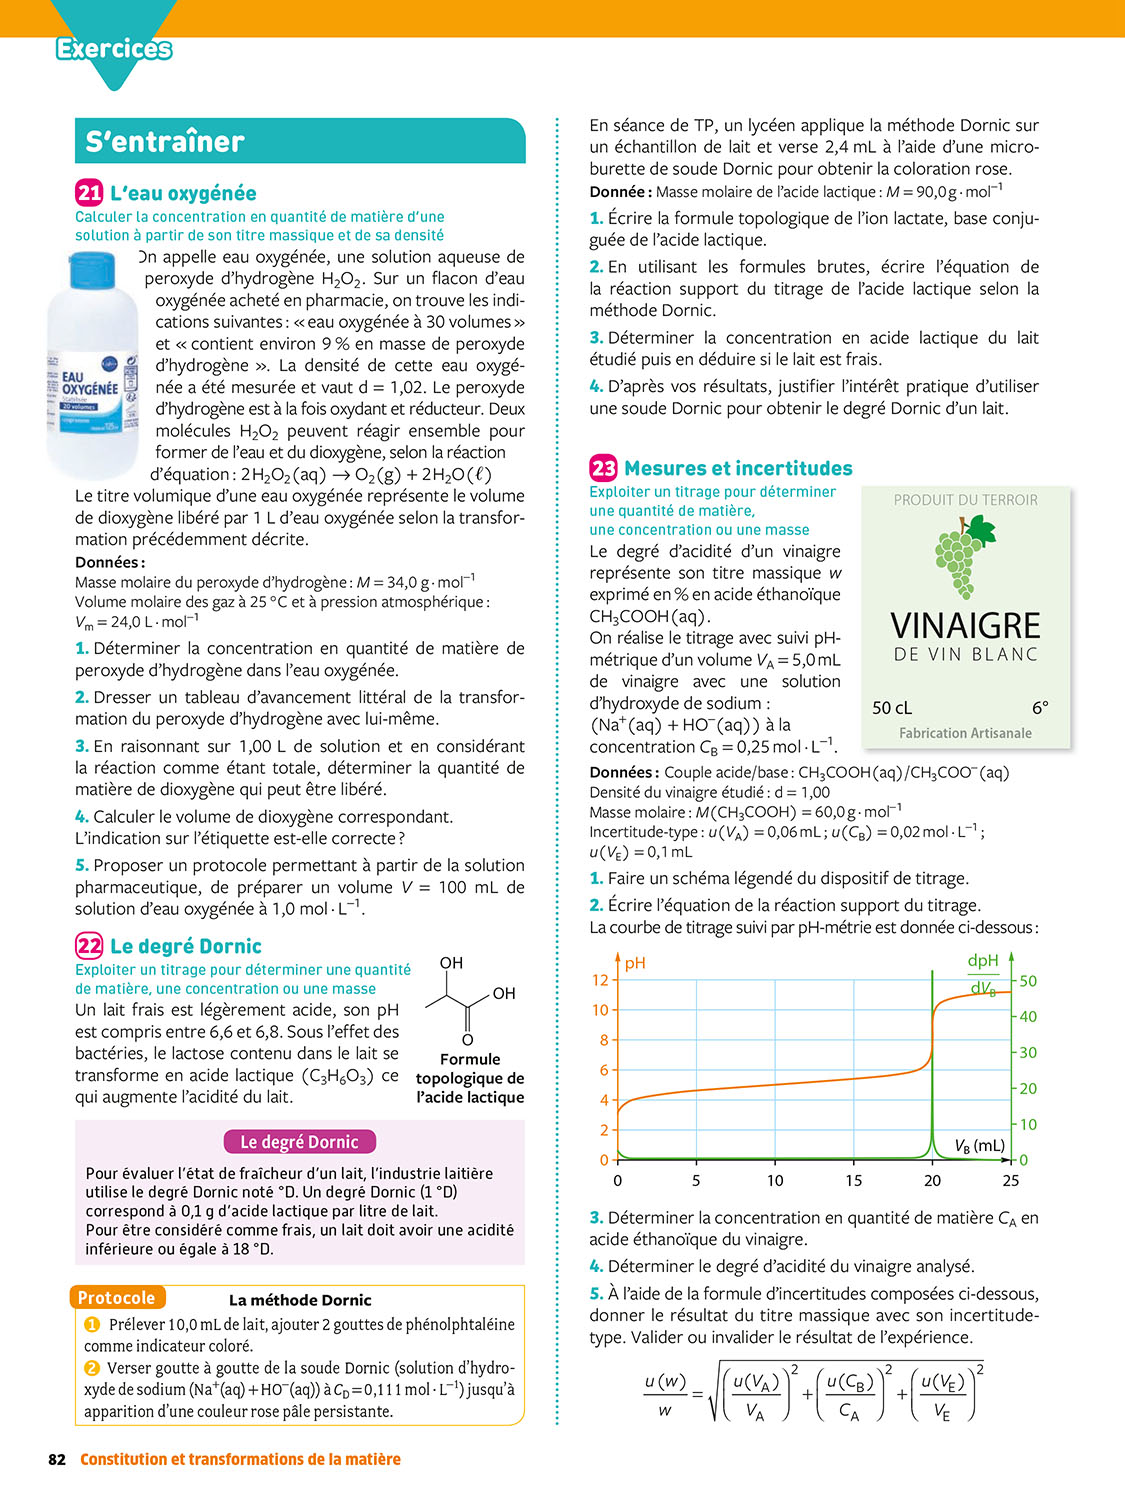 Exercices
S'entraîner
21 L'eau oxygénée
Calculer la concentration en quantité de matière d'une
solution à partir de son titre massique et de sa densité
On appelle eau oxygénée, une solution aqueuse de
peroxyde d'hydrogène H₂O₂. Sur un flacon d'eau
oxygénée acheté en pharmacie, on trouve les indi-
cations suivantes : « eau oxygénée à 30 volumes »
et « contient environ 9 % en masse de peroxyde
d'hydrogène ». La densité de cette eau oxygé-
née a été mesurée et vaut d = 1,02. Le peroxyde
d'hydrogène est à la fois oxydant et réducteur. Deux
molécules H₂O₂ peuvent réagir ensemble pour
former de l'eau et du dioxygène, selon la réaction
d'équation : 2 H₂O₂ (aq) → O₂ (g) + 2 H₂O (ℓ)
EAU
OXYGÉNÉE
Stabilisée
20 volumes
Le titre volumique d'une eau oxygénée représente le volume
de dioxygène libéré par 1 L d'eau oxygénée selon la transfor-
mation précédemment décrite.
Données :
Masse molaire du peroxyde d'hydrogène : M = 34,0 g · mol⁻¹
Volume molaire des gaz à 25 °C et à pression atmosphérique :
Vₘ = 24,0 L · mol⁻¹
1. Déterminer la concentration en quantité de matière de
peroxyde d'hydrogène dans l'eau oxygénée.
2. Dresser un tableau d'avancement littéral de la transfor-
mation du peroxyde d'hydrogène avec lui-même.
3. En raisonnant sur 1,00 L de solution et en considérant
la réaction comme étant totale, déterminer la quantité de
matière de dioxygène qui peut être libéré.
4. Calculer le volume de dioxygène correspondant.
L'indication sur l'étiquette est-elle correcte ?
5. Proposer un protocole permettant à partir de la solution
pharmaceutique, de préparer un volume V = 100 mL de
solution d'eau oxygénée à 1,0 mol · L⁻¹.
22 Le degré Dornic
Exploiter un titrage pour déterminer une quantité
de matière, une concentration ou une masse
Un lait frais est légèrement acide, son pH
est compris entre 6,6 et 6,8. Sous l'effet des
bactéries, le lactose contenu dans le lait se
transforme en acide lactique (C₃H₆O₃) ce
qui augmente l'acidité du lait.
OH
OH
O
Formule
topologique de
l'acide lactique
Le degré Dornic
Pour évaluer l'état de fraîcheur d'un lait, l'industrie laitière
utilise le degré Dornic noté °D. Un degré Dornic (1 °D)
correspond à 0,1 g d'acide lactique par litre de lait.
Pour être considéré comme frais, un lait doit avoir une acidité
inférieure ou égale à 18 °D.
Protocole La méthode Dornic
1 Prélever 10,0 mL de lait, ajouter 2 gouttes de phénolphtaléine
comme indicateur coloré.
2 Verser goutte à goutte de la soude Dornic (solution d'hydro-
xyde de sodium (Na⁺(aq) + HO⁻(aq)) à C_D = 0,111 mol · L⁻¹) jusqu'à
apparition d'une couleur rose pâle persistante.
En séance de TP, un lycéen applique la méthode Dornic sur
un échantillon de lait et verse 2,4 mL à l'aide d'une micro-
burette de soude Dornic pour obtenir la coloration rose.
Donnée : Masse molaire de l'acide lactique : M = 90,0 g · mol⁻¹
1. Écrire la formule topologique de l'ion lactate, base conju-
guée de l'acide lactique.
2. En utilisant les formules brutes, écrire l'équation de
la réaction support du titrage de l'acide lactique selon la
méthode Dornic.
3. Déterminer la concentration en acide lactique du lait
étudié puis en déduire si le lait est frais.
4. D'après vos résultats, justifier l'intérêt pratique d'utiliser
une soude Dornic pour obtenir le degré Dornic d'un lait.
23 Mesures et incertitudes
Exploiter un titrage pour déterminer
une quantité de matière,
une concentration ou une masse
Le degré d'acidité d'un vinaigre
représente son titre massique w
exprimé en % en acide éthanoïque
CH₃COOH (aq).
On réalise le titrage avec suivi pH-
métrique d'un volume V_A = 5,0 mL
de vinaigre avec une solution
d'hydroxyde de sodium :
(Na⁺(aq) + HO⁻(aq)) à la
concentration C_B = 0,25 mol · L⁻¹.
PRODUIT DU TERROIR
VINAIGRE
DE VIN BLANC
50 cL 6°
Fabrication Artisanale
Données : Couple acide/base : CH₃COOH (aq) / CH₃COO⁻ (aq)
Densité du vinaigre étudié : d = 1,00
Masse molaire : M(CH₃COOH) = 60,0 g · mol⁻¹
Incertitude-type : u(V_A) = 0,06 mL ; u(C_B) = 0,02 mol · L⁻¹ ;
u(V_E) = 0,1 mL
1. Faire un schéma légendé du dispositif de titrage.
2. Écrire l'équation de la réaction support du titrage.
La courbe de titrage suivi par pH-métrie est donnée ci-dessous :
pH
dpH
dV_B
12
10
8
6
4
2
0
50
40
30
20
10
0
V_B (mL)
0 5 10 15 20 25
3. Déterminer la concentration en quantité de matière C_A en
acide éthanoïque du vinaigre.
4. Déterminer le degré d'acidité du vinaigre analysé.
5. À l'aide de la formule d'incertitudes composées ci-dessous,
donner le résultat du titre massique avec son incertitude-
type. Valider ou invalider le résultat de l'expérience.
u(w)/w = √((u(V_A)/V_A)² + (u(C_B)/C_A)² + (u(V_E)/V_E)²)
82 Constitution et transformations de la matière